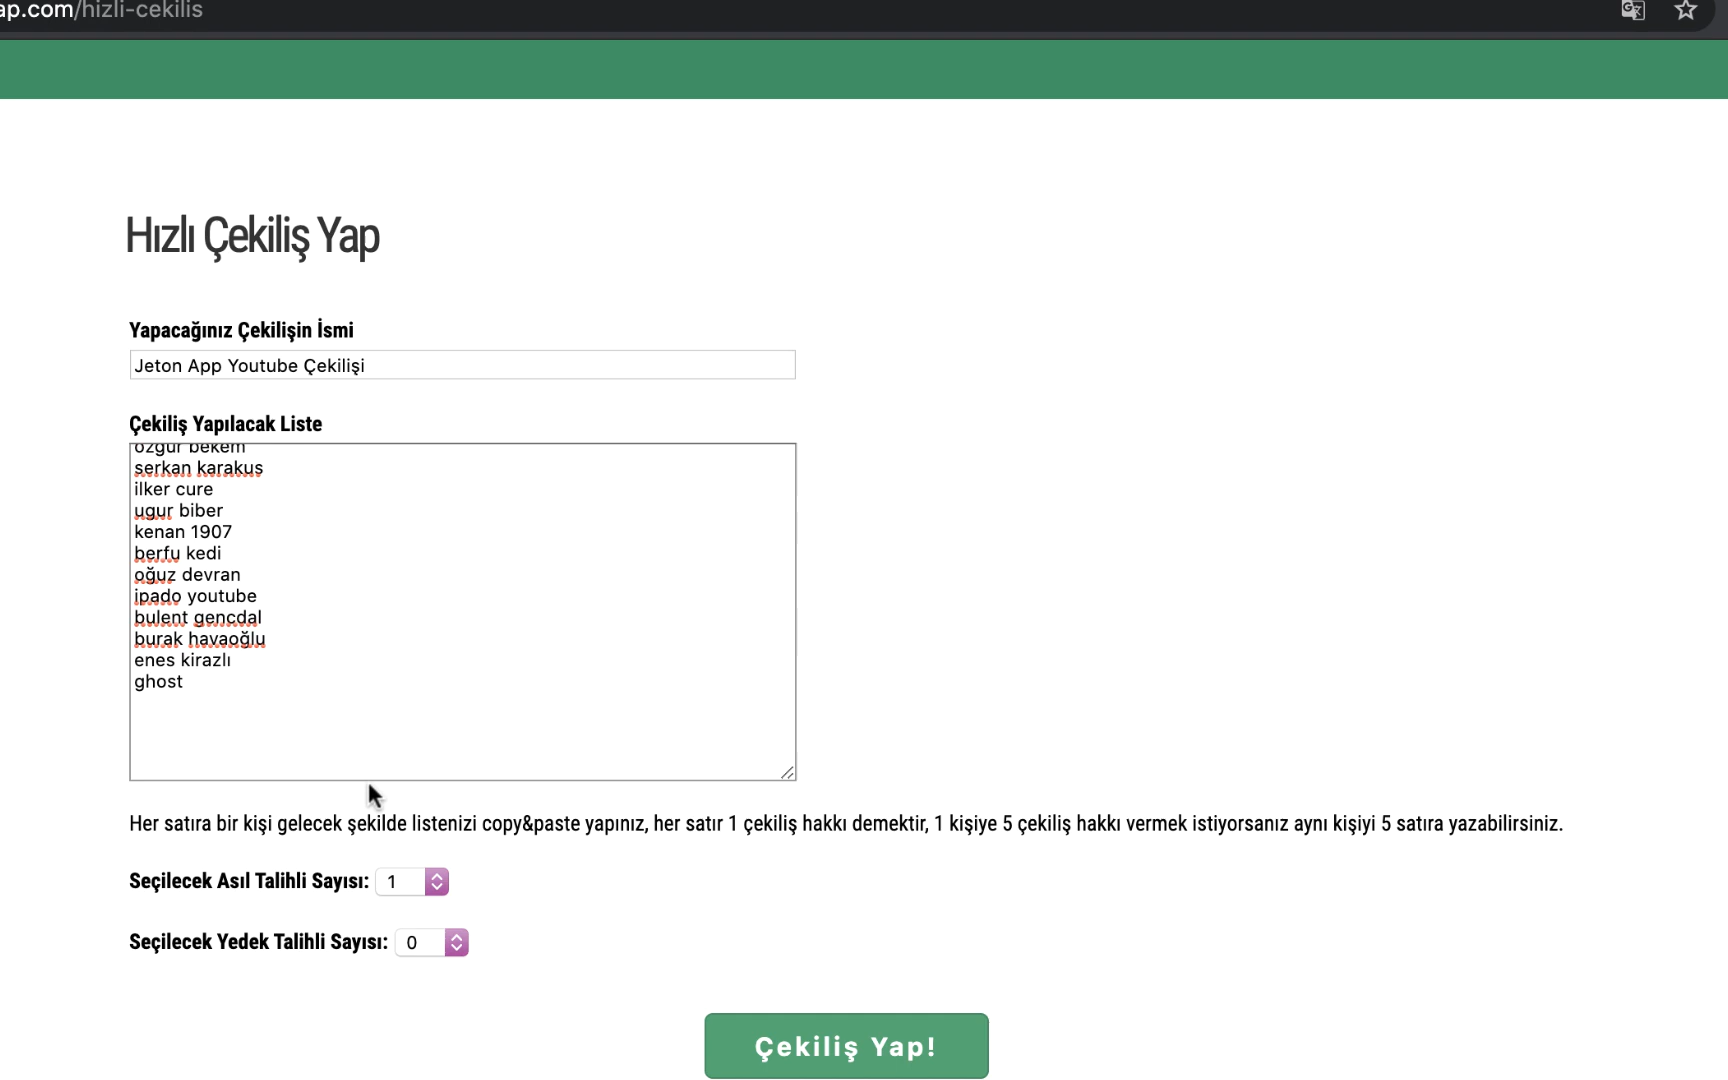 ap.com/hizli-cekilis
Hızlı Çekiliş Yap
Yapacağınız Çekilişin İsmi
Jeton App Youtube Çekilişi
Çekiliş Yapılacak Liste
özgür bekem
serkan karakus
ilker cure
ugur biber
kenan 1907
berfu kedi
oğuz devran
ipado youtube
bulent gencdal
burak havaoğlu
enes kirazlı
ghost
Her satıra bir kişi gelecek şekilde listenizi copy&paste yapınız, her satır 1 çekiliş hakkı demektir, 1 kişiye 5 çekiliş hakkı vermek istiyorsanız aynı kişiyi 5 satıra yazabilirsiniz.
Seçilecek Asıl Talihli Sayısı: 1
Seçilecek Yedek Talihli Sayısı: 0
Çekiliş Yap!